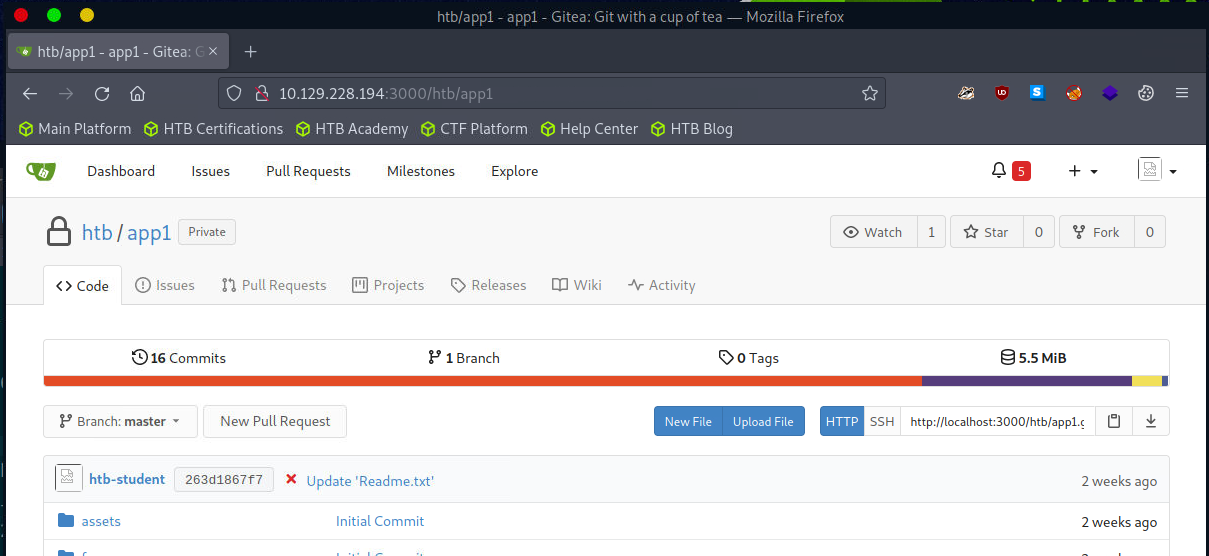 htb/app1 - app1 - Gitea: Git with a cup of tea — Mozilla Firefox
htb/app1 - app1 - Gitea: G
10.129.228.194:3000/htb/app1
Main Platform HTB Certifications HTB Academy CTF Platform Help Center HTB Blog
Dashboard Issues Pull Requests Milestones Explore 5
htb / app1 Private Watch 1 Star 0 Fork 0
Code Issues Pull Requests Projects Releases Wiki Activity
16 Commits 1 Branch 0 Tags 5.5 MiB
Branch: master New Pull Request New File Upload File HTTP SSH http://localhost:3000/htb/app1.g
htb-student 263d1867f7 Update 'Readme.txt' 2 weeks ago
assets Initial Commit 2 weeks ago